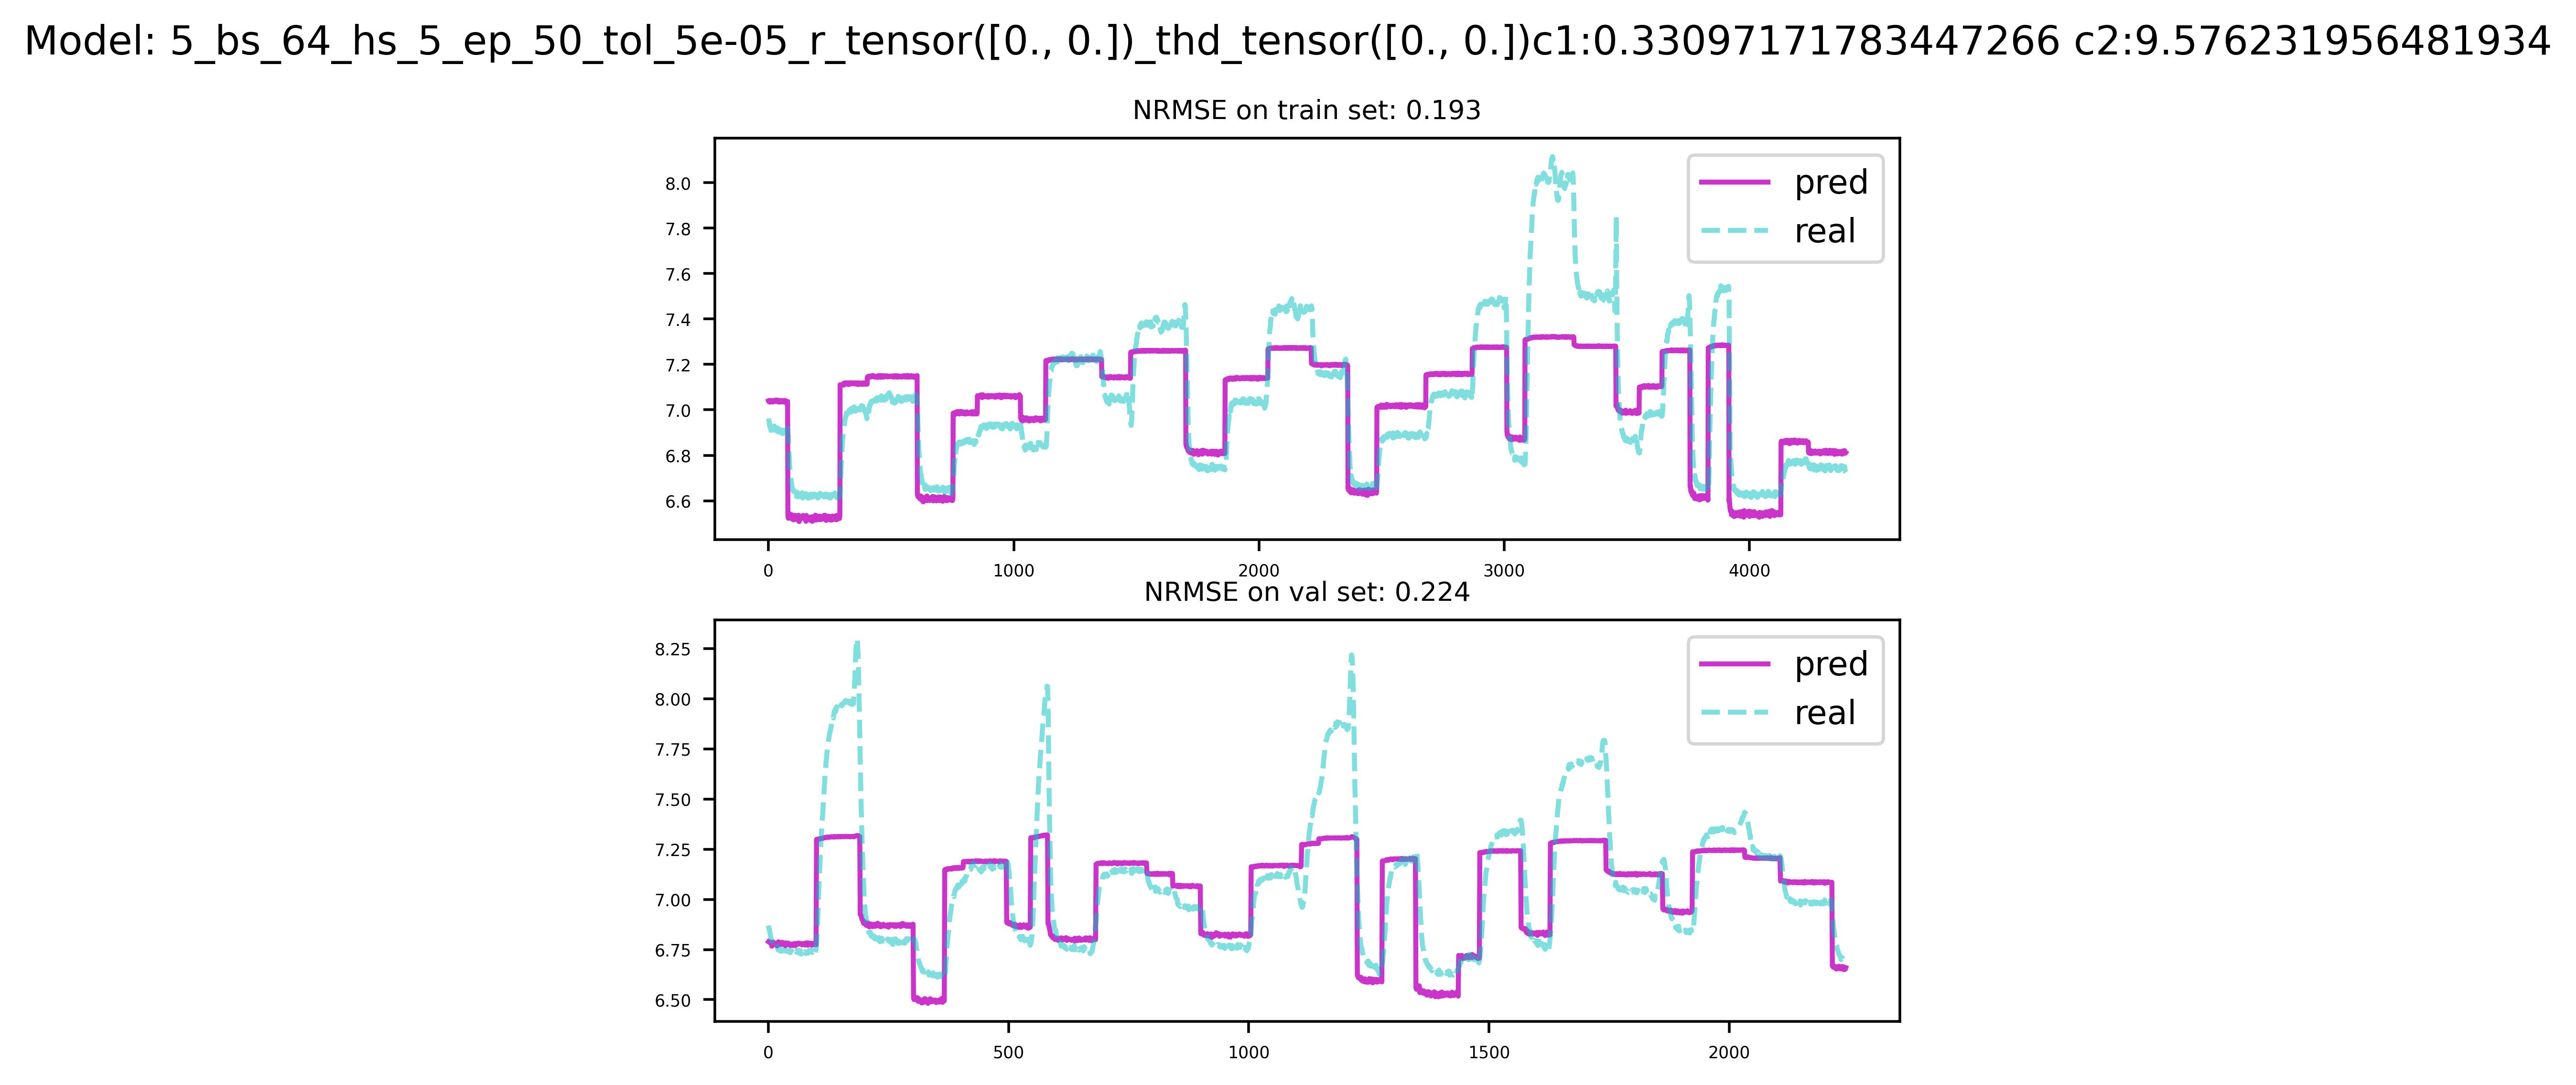 Model: 5_bs_64_hs_5_ep_50_tol_5e-05_r_tensor([0., 0.])_thd_tensor([0., 0.])c1:0.33097171783447266 c2:9.576231956481934
NRMSE on train set: 0.193
8.0
7.8
7.6
7.4
7.2
7.0
6.8
6.6
pred
real
0 1000 2000 3000 4000
NRMSE on val set: 0.224
8.25
8.00
7.75
7.50
7.25
7.00
6.75
6.50
pred
real
0 500 1000 1500 2000